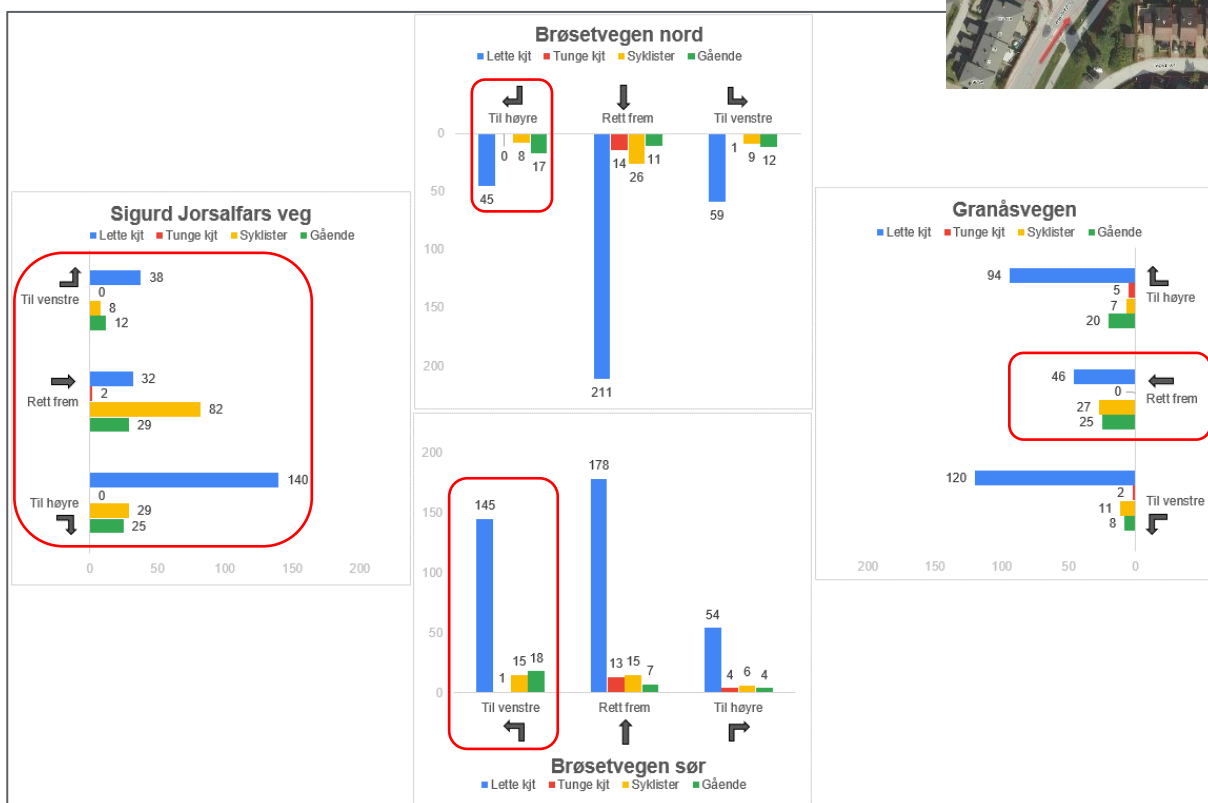 Brøsetvegen nord
Lette kjt Tunge kjt Syklister Gående
Til høyre Rett frem Til venstre
0
50
100
150
200
45 0 8 17
211 14 26 11
59 1 9 12
Sigurd Jorsalfars veg
Lette kjt Tunge kjt Syklister Gående
Til venstre
38
0
8
12
Rett frem
32
2
82
29
Til høyre
140
0
29
25
0 50 100 150 200
Granåsvegen
Lette kjt Tunge kjt Syklister Gående
Til høyre
94
5
7
20
Rett frem
46
0
27
25
Til venstre
120
2
11
8
200 150 100 50 0
200
150
100
50
0
145 1 15 18
178 13 15 7
54 4 6 4
Til venstre Rett frem Til høyre
Brøsetvegen sør
Lette kjt Tunge kjt Syklister Gående